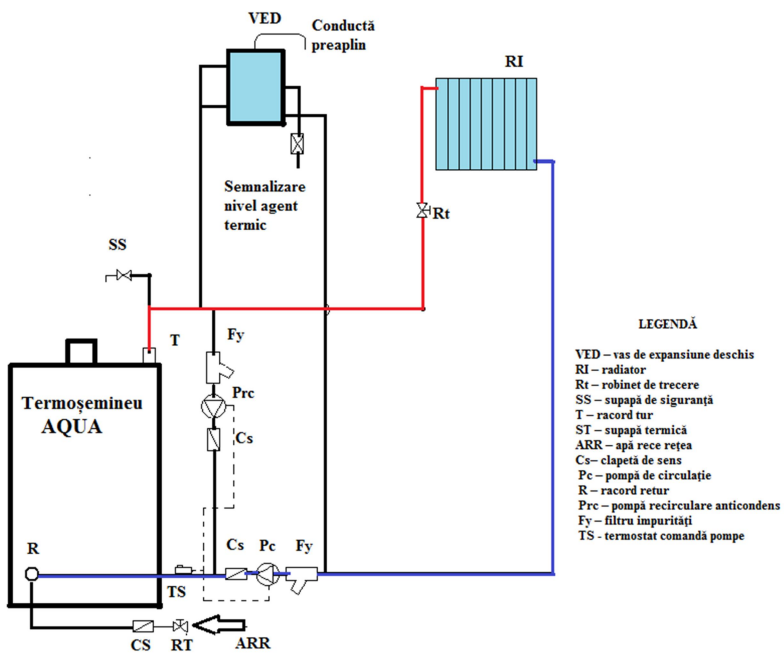 VED
Conductă
preaplin
RI
Semnalizare
nivel agent
termic
Rt
SS
T
Fy
Termoșemineu
AQUA
Prc
Cs
R
TS
Cs
Pc
Fy
CS
RT
ARR
LEGENDĂ
VED – vas de expansiune deschis
RI – radiator
Rt – robinet de trecere
SS – supapă de siguranță
T – racord tur
ST – supapă termică
ARR – apă rece rețea
Cs– clapetă de sens
Pc – pompă de circulație
R – racord retur
Prc – pompă recirculare anticondens
Fy – filtru impurități
TS - termostat comandă pompe